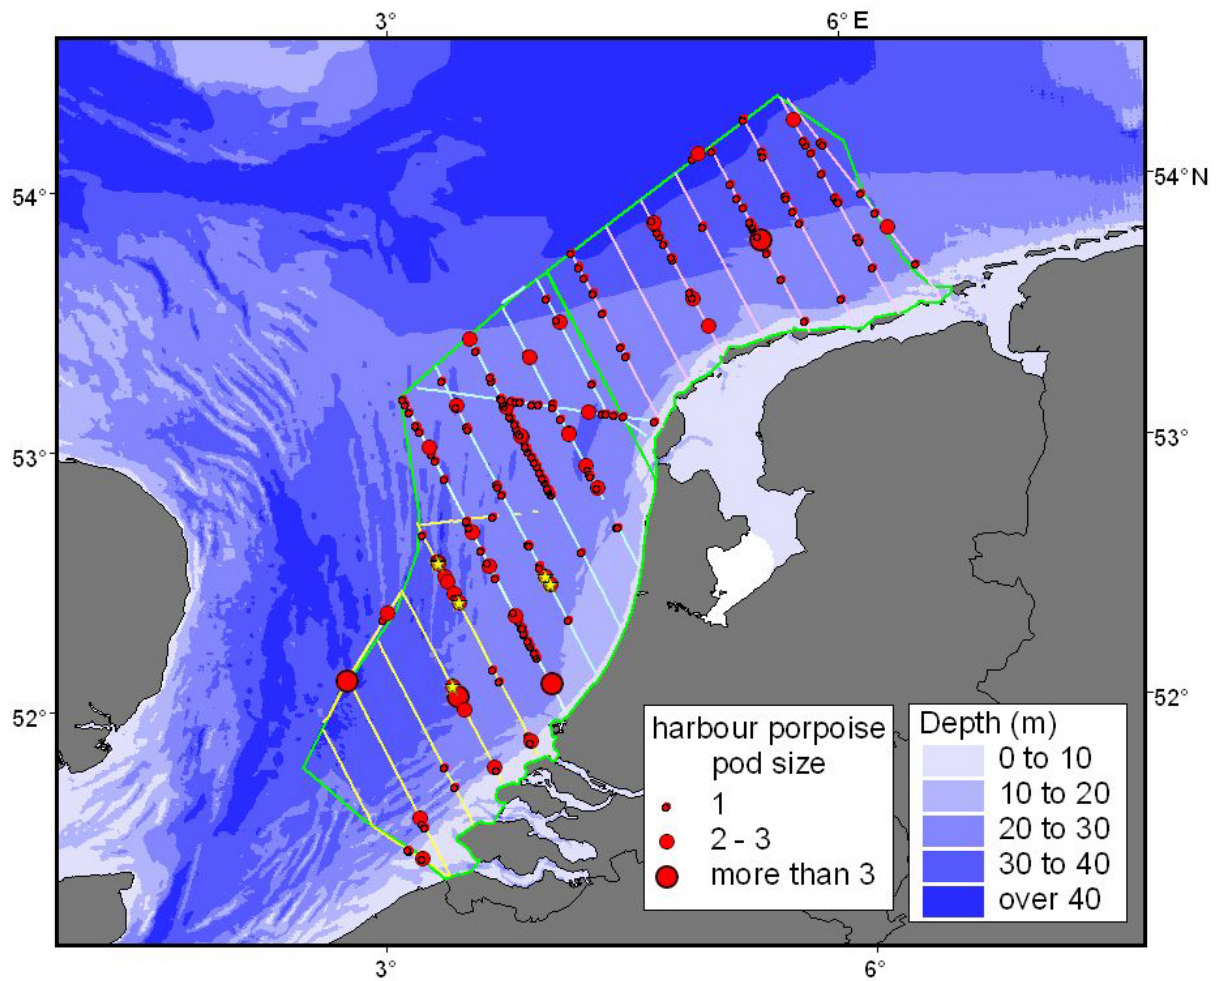 3°
6° E
54°
54° N
53°
53°
52°
52°
harbour porpoise
pod size
1
2 - 3
more than 3
Depth (m)
0 to 10
10 to 20
20 to 30
30 to 40
over 40
3°
6°